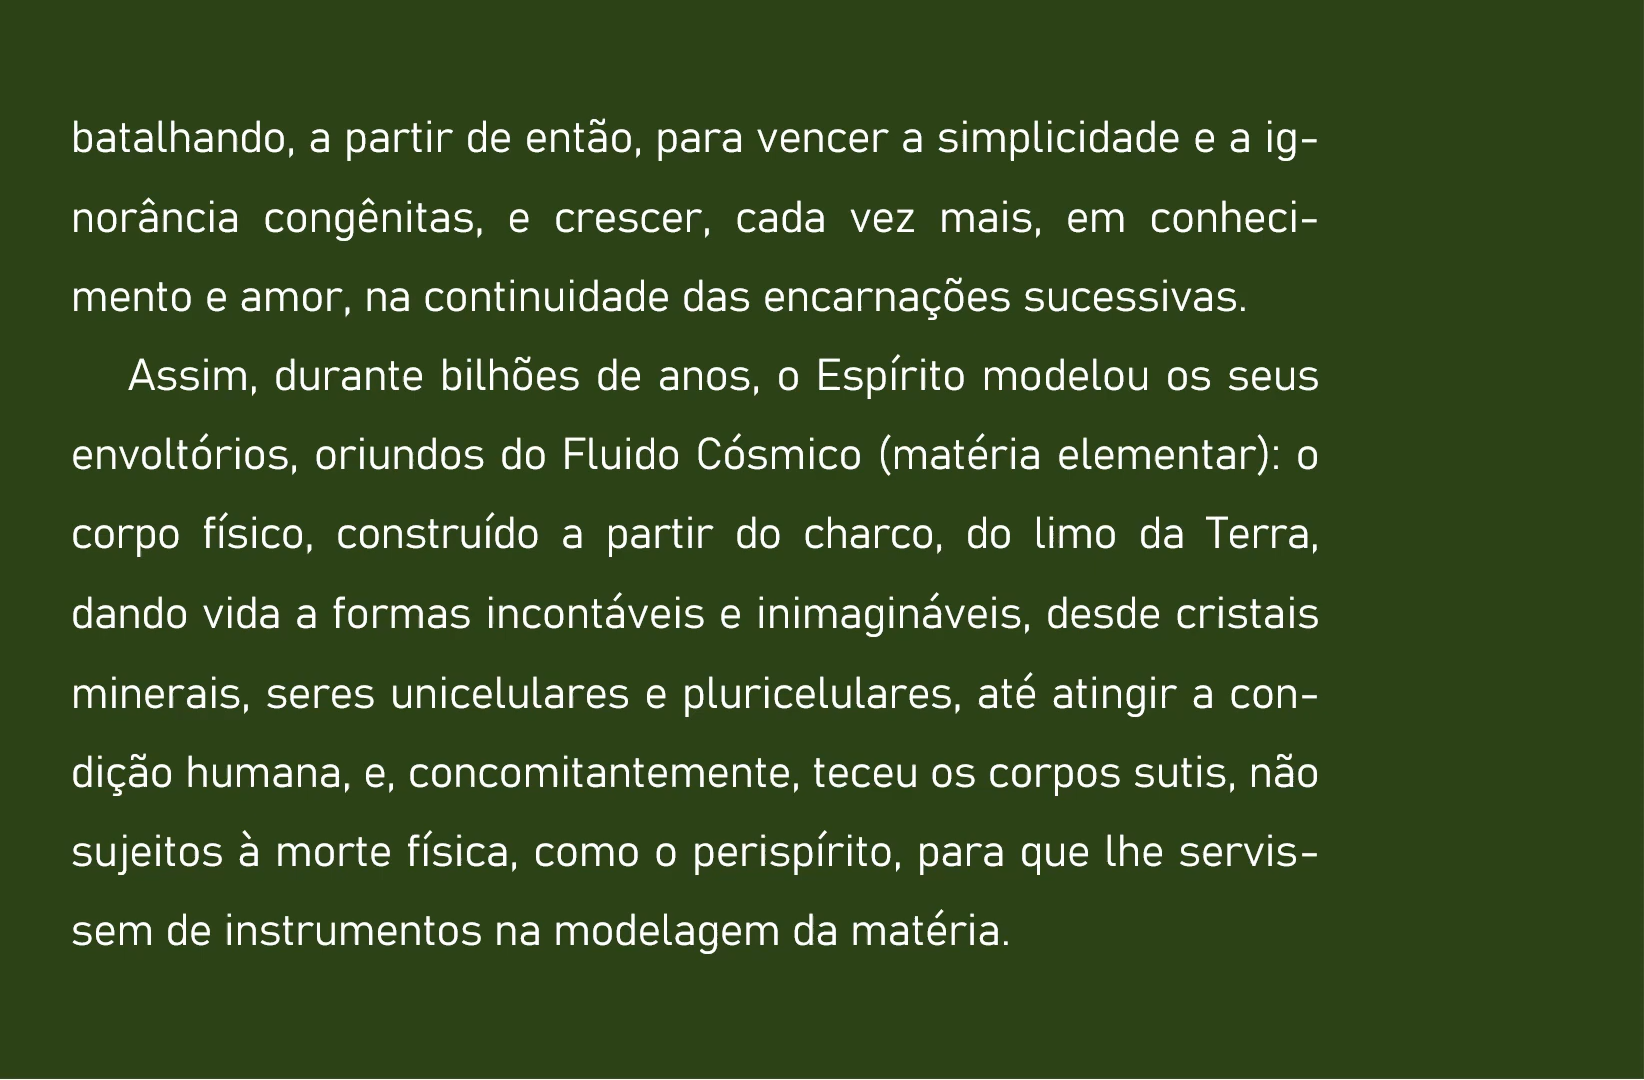 batalhando, a partir de então, para vencer a simplicidade e a ig-
norância congênitas, e crescer, cada vez mais, em conheci-
mento e amor, na continuidade das encarnações sucessivas.
Assim, durante bilhões de anos, o Espírito modelou os seus
envoltórios, oriundos do Fluido Cósmico (matéria elementar): o
corpo físico, construído a partir do charco, do limo da Terra,
dando vida a formas incontáveis e inimagináveis, desde cristais
minerais, seres unicelulares e pluricelulares, até atingir a con-
dição humana, e, concomitantemente, teceu os corpos sutis, não
sujeitos à morte física, como o perispírito, para que lhe servis-
sem de instrumentos na modelagem da matéria.